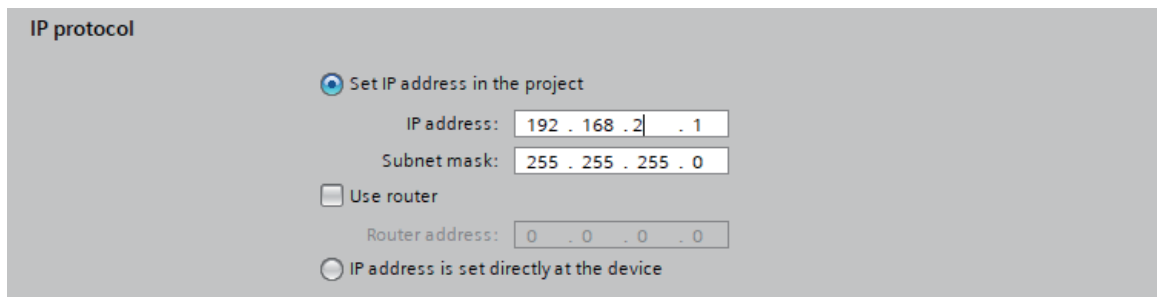 IP protocol
Set IP address in the project
IP address: 192 . 168 . 2 . 1
Subnet mask: 255 . 255 . 255 . 0
Use router
Router address: 0 . 0 . 0 . 0
IP address is set directly at the device